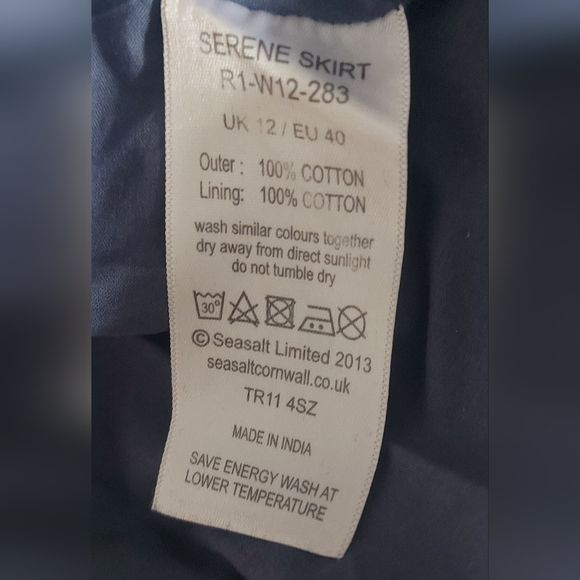 SERENE SKIRT
R1-W12-283
UK 12 / EU 40
Outer : 100% COTTON
Lining: 100% COTTON
wash similar colours together
dry away from direct sunlight
do not tumble dry
30°
© Seasalt Limited 2013
seasaltcornwall.co.uk
TR11 4SZ
MADE IN INDIA
SAVE ENERGY WASH AT
LOWER TEMPERATURE